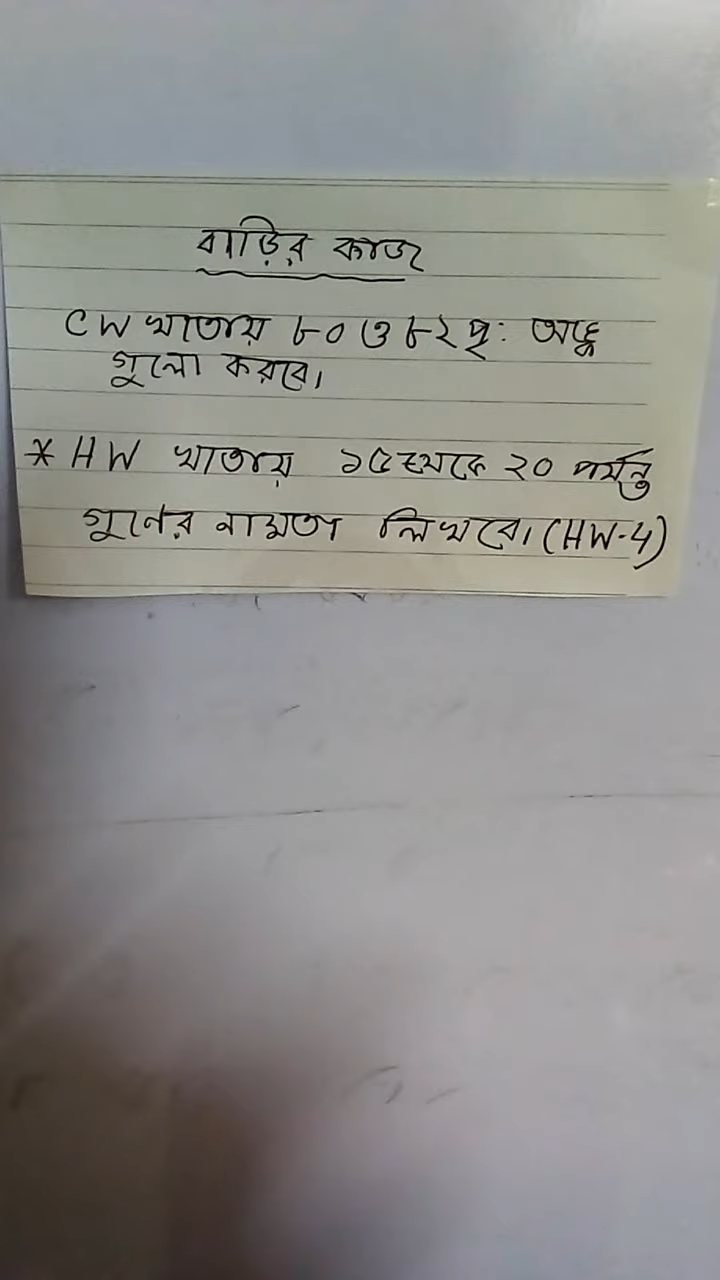 বাড়ির কাজ
CW খাতায় ৮০ ও ৮২ পৃ: অঙ্ক
গুলো করবে।
* HW খাতায় ১৫ থেকে ২০ পর্যন্ত
গুণের নামতা লিখবে। (HW-4)